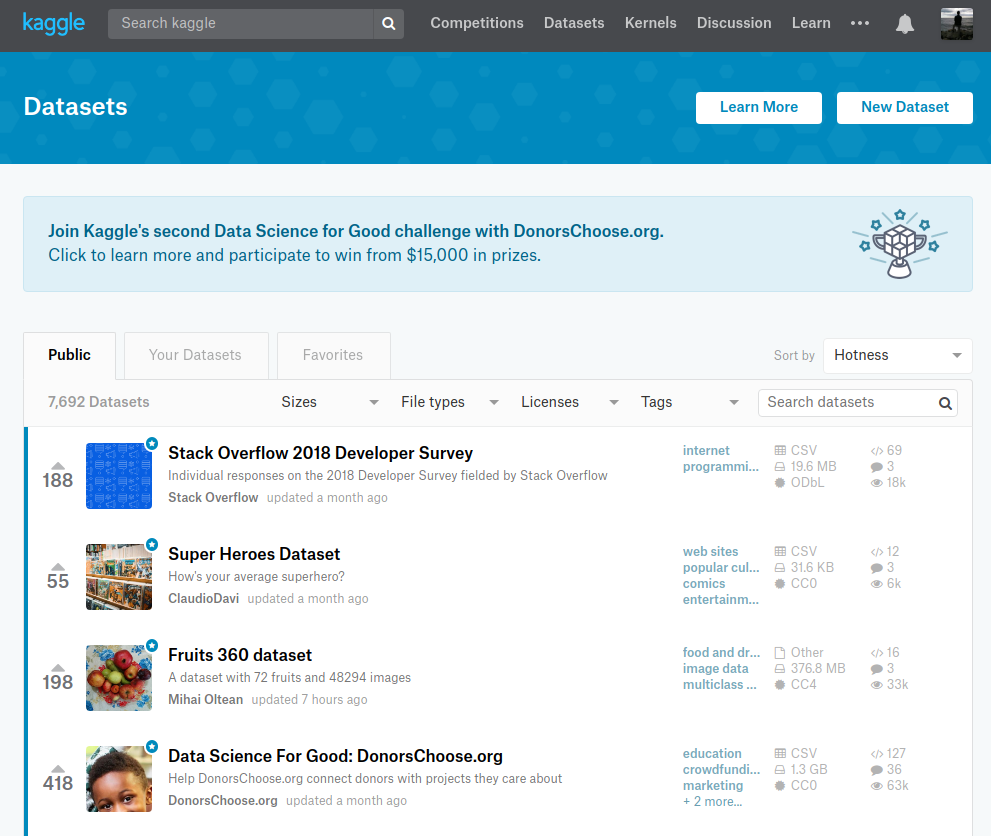 kaggle
Search kaggle
Competitions Datasets Kernels Discussion Learn
Datasets
Learn More
New Dataset
Join Kaggle's second Data Science for Good challenge with DonorsChoose.org.
Click to learn more and participate to win from $15,000 in prizes.
Public
Your Datasets
Favorites
Sort by
Hotness
7,692 Datasets
Sizes
File types
Licenses
Tags
Search datasets
188
Stack Overflow 2018 Developer Survey
Individual responses on the 2018 Developer Survey fielded by Stack Overflow
Stack Overflow updated a month ago
internet
programmi...
CSV
19.6 MB
ODbL
69
3
18k
55
Super Heroes Dataset
How's your average superhero?
ClaudioDavi updated a month ago
web sites
popular cul...
comics
entertainm...
CSV
31.6 KB
CC0
12
3
6k
198
Fruits 360 dataset
A dataset with 72 fruits and 48294 images
Mihai Oltean updated 7 hours ago
food and dr...
image data
multiclass ...
Other
376.8 MB
CC4
16
3
33k
418
Data Science For Good: DonorsChoose.org
Help DonorsChoose.org connect donors with projects they care about
DonorsChoose.org updated a month ago
education
crowdfundi...
marketing
+ 2 more...
CSV
1.3 GB
CC0
127
36
63k